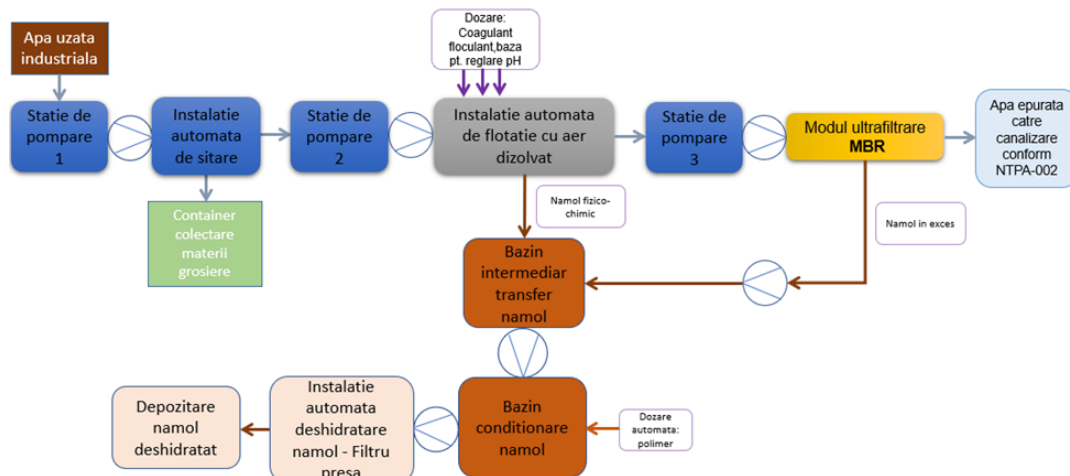 Apa uzata
industriala
Dozare:
Coagulant
floculant,baza
pt. reglare pH
Statie de
pompare
1
Instalatie
automata
de sitare
Statie de
pompare
2
Instalatie automata
de flotatie cu aer
dizolvat
Statie de
pompare
3
Modul ultrafiltrare
MBR
Apa epurata
catre
canalizare
conform
NTPA-002
Container
colectare
materii
grosiere
Namol fizico-
chimic
Namol in exces
Bazin
intermediar
transfer
namol
Depozitare
namol
deshidratat
Instalatie
automata
deshidratare
namol - Filtru
presa
Bazin
conditionare
namol
Dozare
automata:
polimer